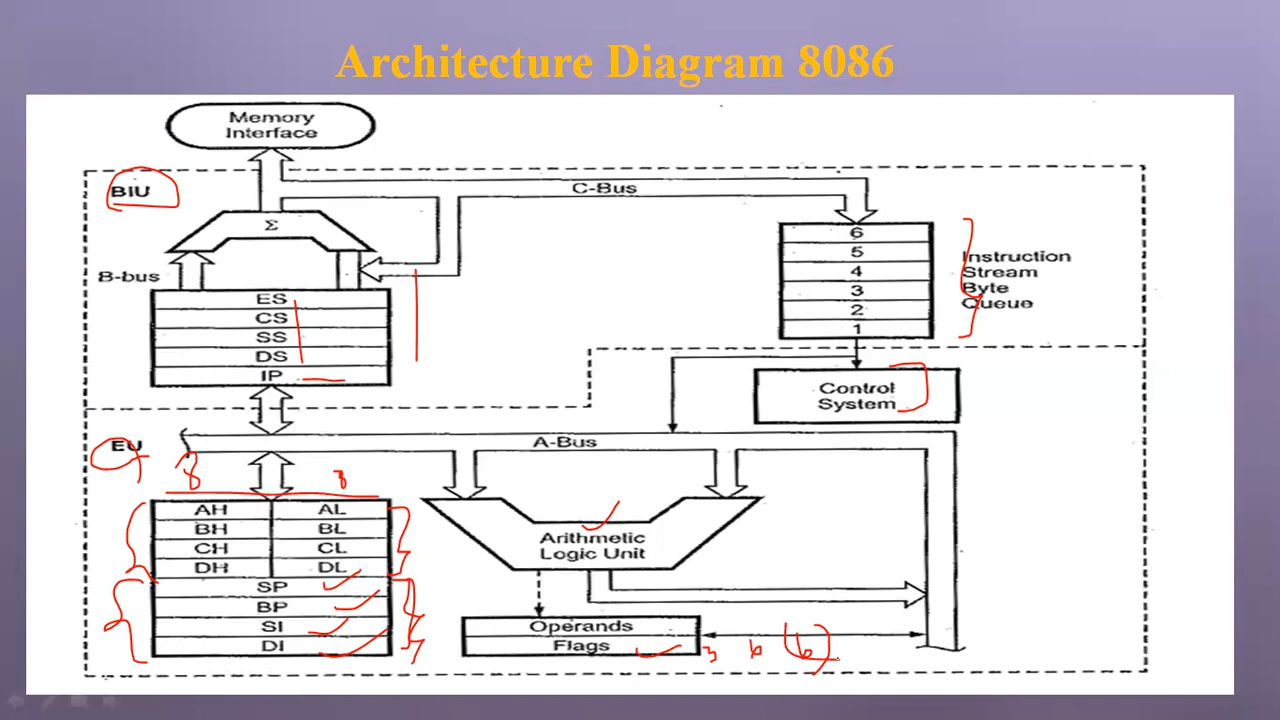 Architecture Diagram 8086
Memory
Interface
BIU
C-Bus
Σ
B-bus
ES
CS
SS
DS
IP
6
5
4
3
2
1
Instruction
Stream
Byte
Queue
Control
System
EU
A-Bus
8
8
AH AL
BH BL
CH CL
DH DL
SP
BP
SI
DI
Arithmetic
Logic Unit
Operands
Flags